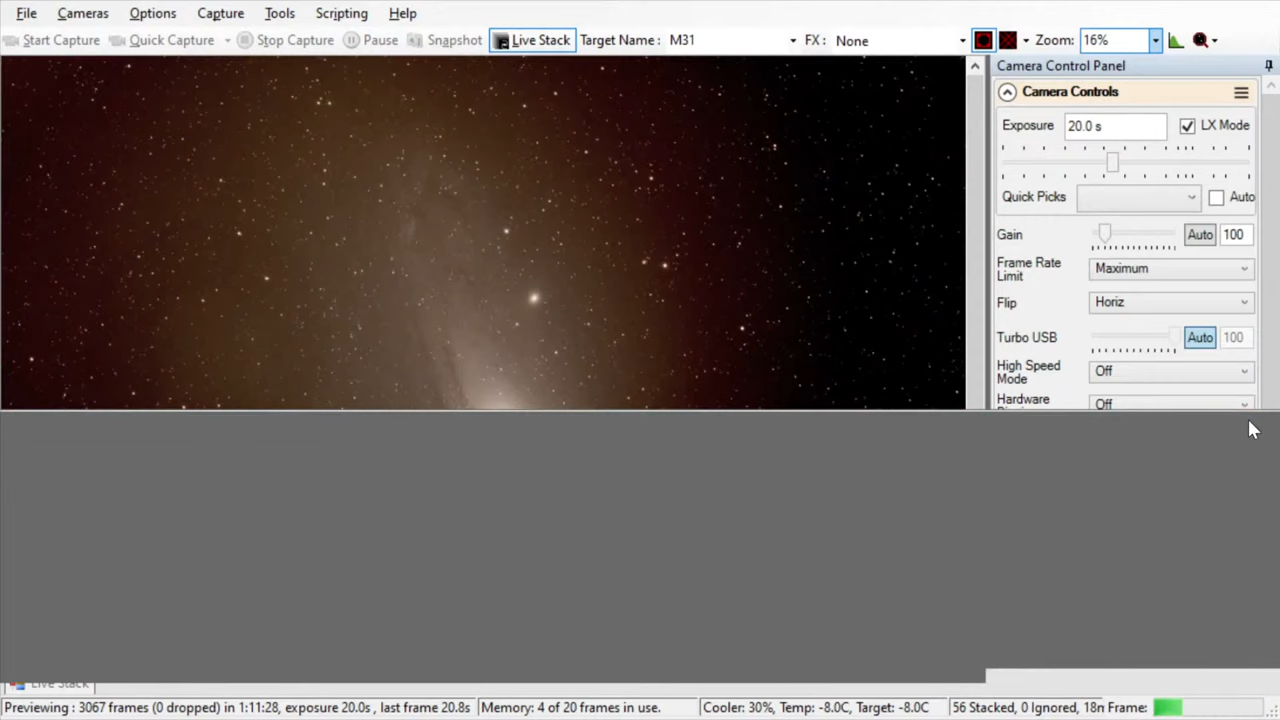 File Cameras Options Capture Tools Scripting Help
Start Capture Quick Capture Stop Capture Pause Snapshot Live Stack Target Name : M31 FX : None Zoom: 16%
Camera Control Panel
Camera Controls
Exposure 20.0 s LX Mode
Quick Picks Auto
Gain Auto 100
Frame Rate
Limit Maximum
Flip Horiz
Turbo USB Auto 100
High Speed
Mode Off
Hardware Off
Live Stack
Previewing : 3067 frames (0 dropped) in 1:11:28, exposure 20.0s , last frame 20.8s Memory: 4 of 20 frames in use. Cooler: 30%, Temp: -8.0C, Target: -8.0C 56 Stacked, 0 Ignored, 18n Frame: